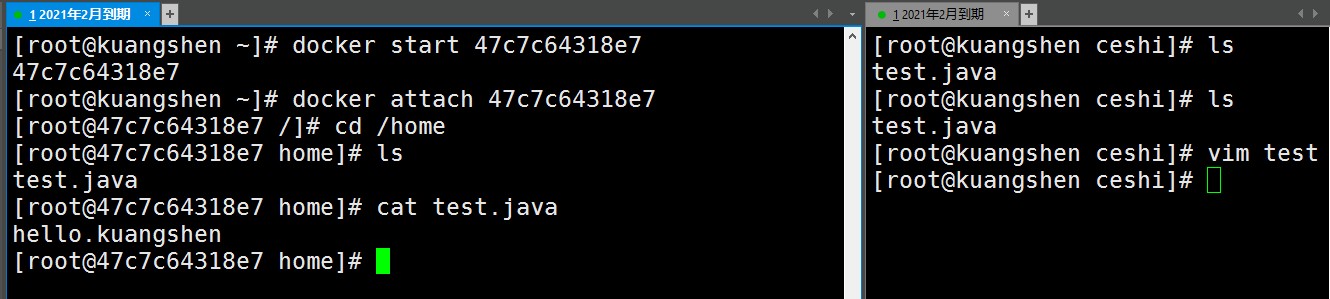 1 2021年2月到期 × +
[root@kuangshen ~]# docker start 47c7c64318e7
47c7c64318e7
[root@kuangshen ~]# docker attach 47c7c64318e7
[root@47c7c64318e7 /]# cd /home
[root@47c7c64318e7 home]# ls
test.java
[root@47c7c64318e7 home]# cat test.java
hello.kuangshen
[root@47c7c64318e7 home]#
1 2021年2月到期 × +
[root@kuangshen ceshi]# ls
test.java
[root@kuangshen ceshi]# ls
test.java
[root@kuangshen ceshi]# vim test
[root@kuangshen ceshi]#